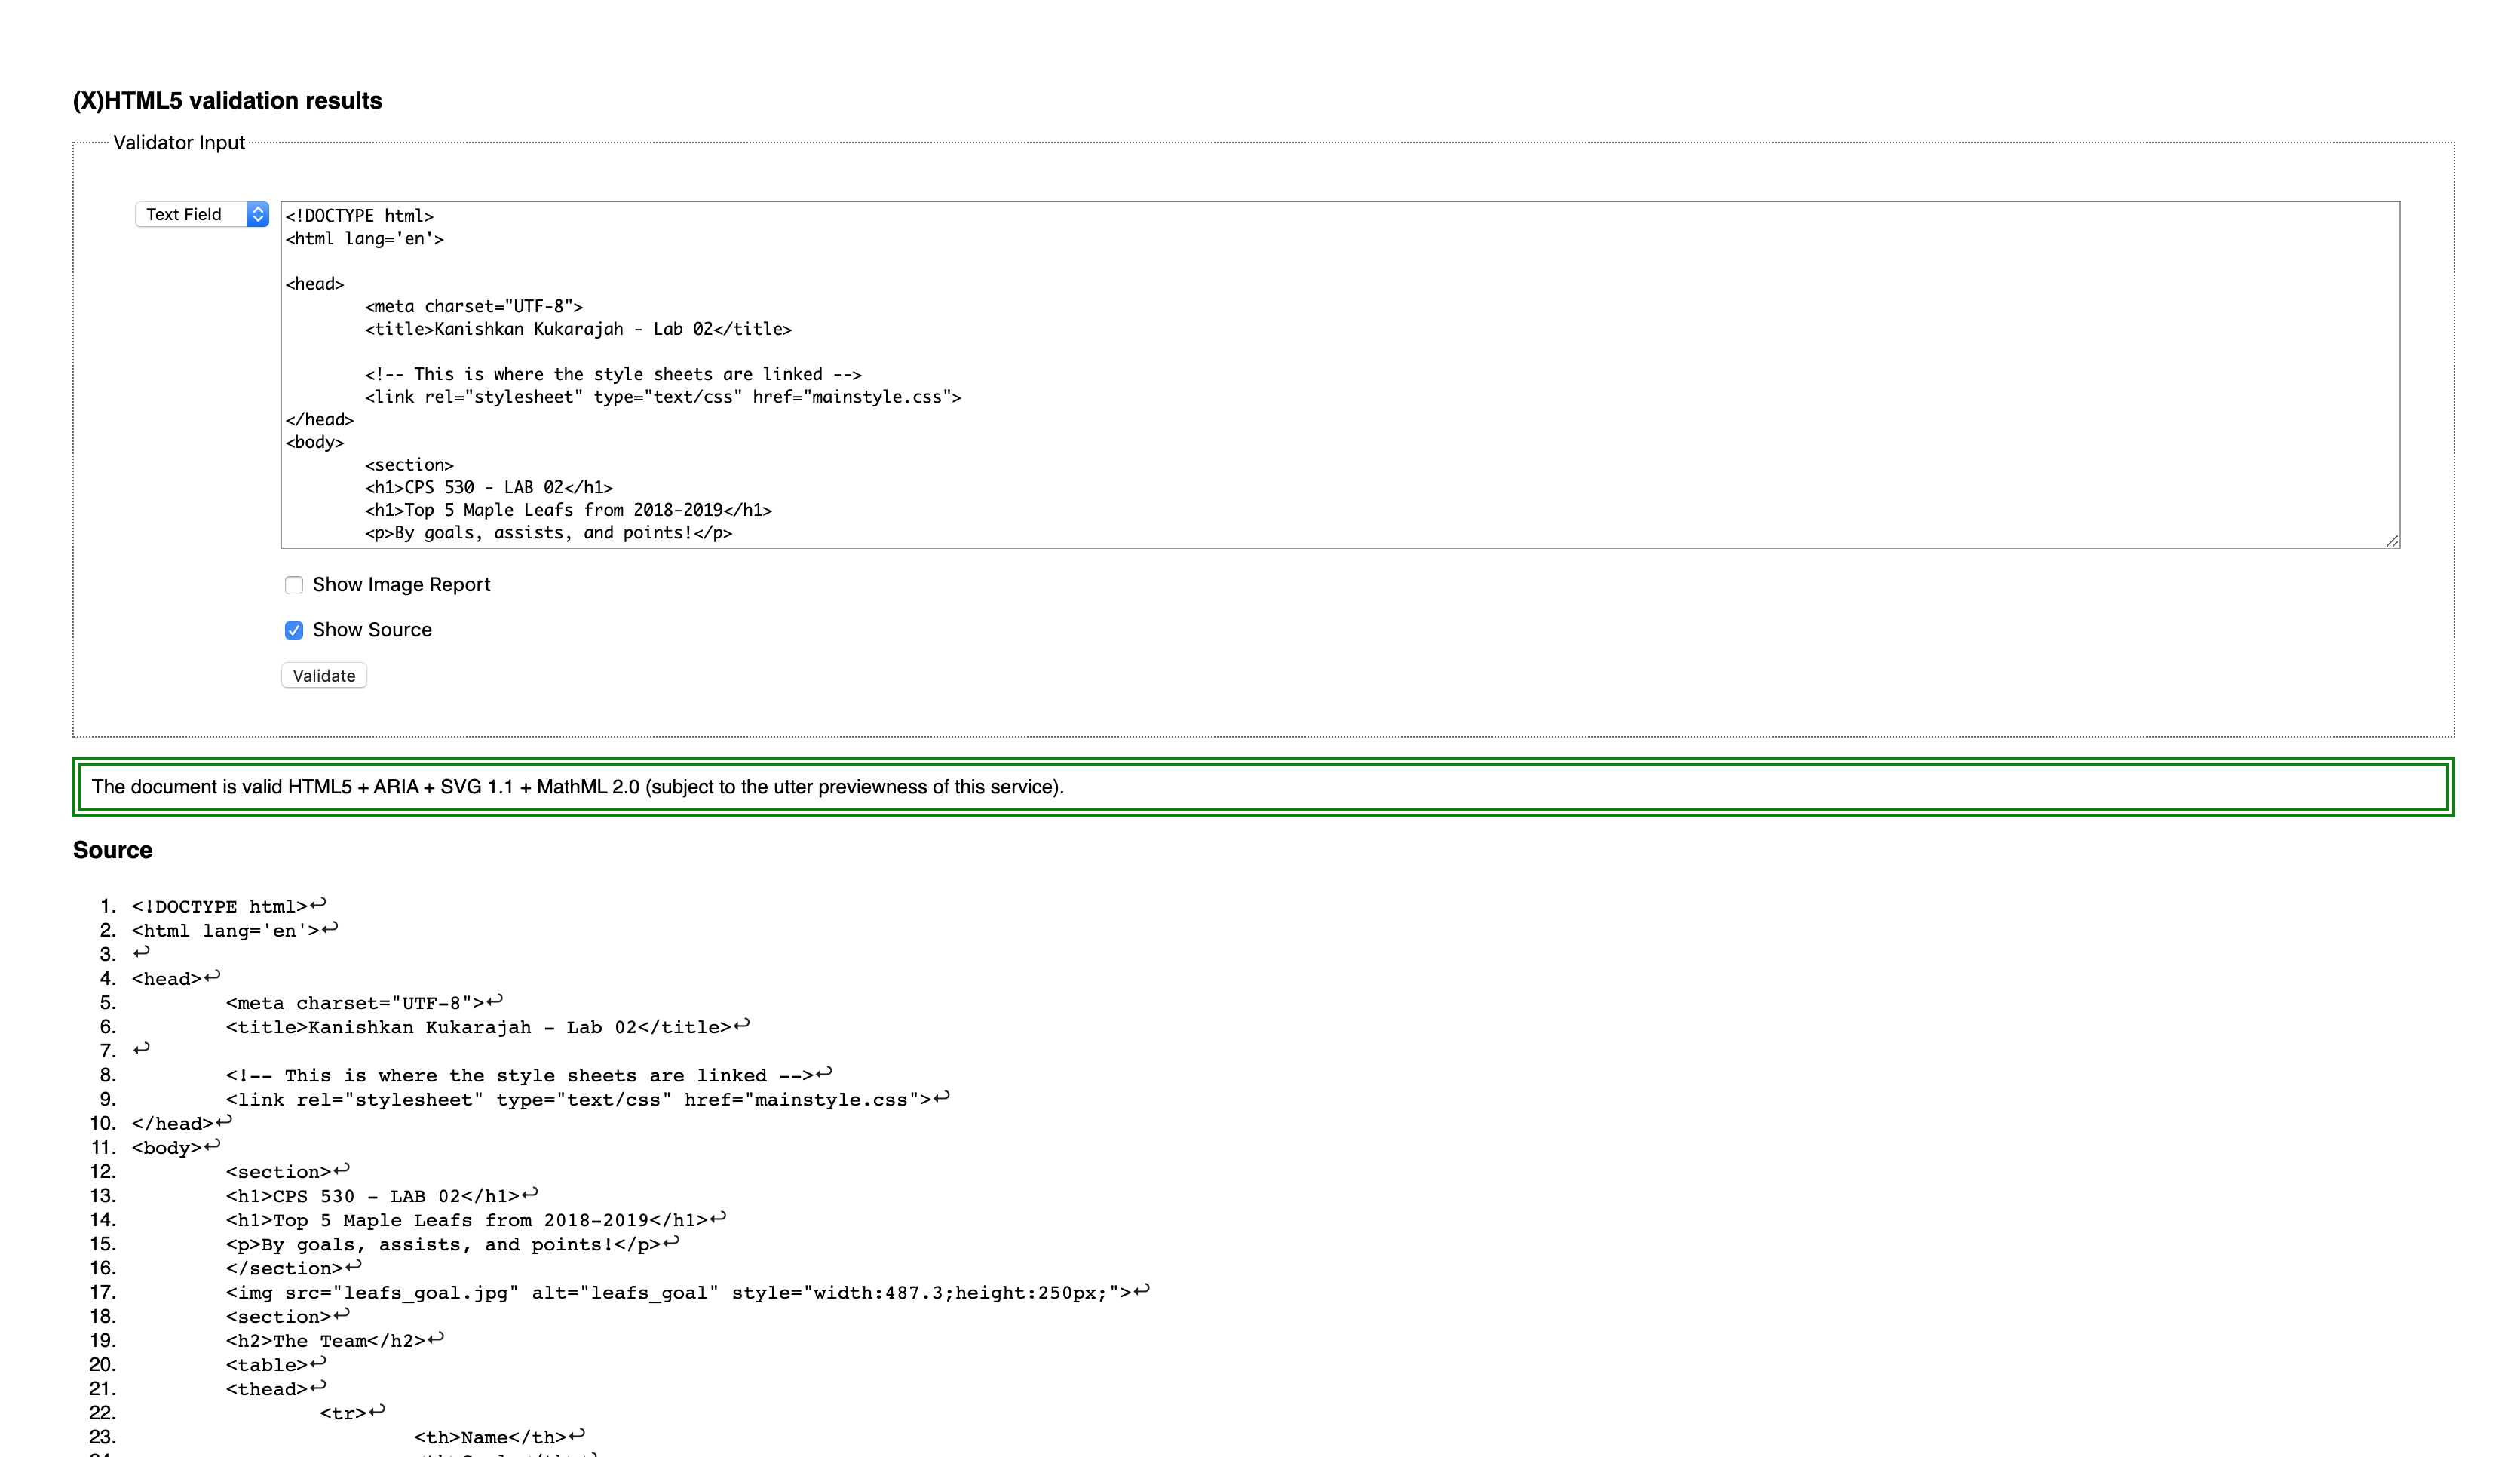 (X)HTML5 validation results
Validator Input
Text Field
<!DOCTYPE html>
<html lang='en'>
<head>
<meta charset="UTF-8">
<title>Kanishkan Kukarajah - Lab 02</title>
<!-- This is where the style sheets are linked -->
<link rel="stylesheet" type="text/css" href="mainstyle.css">
</head>
<body>
<section>
<h1>CPS 530 - LAB 02</h1>
<h1>Top 5 Maple Leafs from 2018-2019</h1>
<p>By goals, assists, and points!</p>
Show Image Report
Show Source
Validate
The document is valid HTML5 + ARIA + SVG 1.1 + MathML 2.0 (subject to the utter previewness of this service).
Source
1. <!DOCTYPE html>↩
2. <html lang='en'>↩
3. ↩
4. <head>↩
5. <meta charset="UTF-8">↩
6. <title>Kanishkan Kukarajah - Lab 02</title>↩
7. ↩
8. <!-- This is where the style sheets are linked -->↩
9. <link rel="stylesheet" type="text/css" href="mainstyle.css">↩
10. </head>↩
11. <body>↩
12. <section>↩
13. <h1>CPS 530 - LAB 02</h1>↩
14. <h1>Top 5 Maple Leafs from 2018-2019</h1>↩
15. <p>By goals, assists, and points!</p>↩
16. </section>↩
17. <img src="leafs_goal.jpg" alt="leafs_goal" style="width:487.3;height:250px;">↩
18. <section>↩
19. <h2>The Team</h2>↩
20. <table>↩
21. <thead>↩
22. <tr>↩
23. <th>Name</th>↩